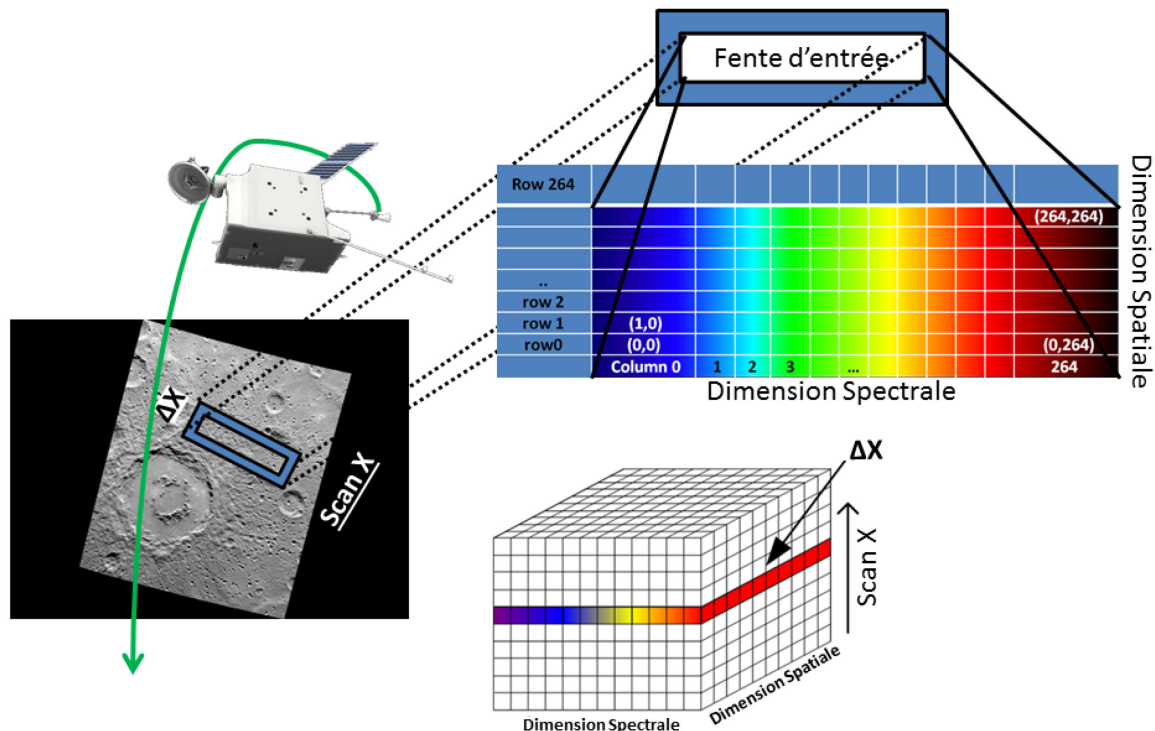 Fente d'entrée
Row 264
(264,264)
..
row 2
row 1
(1,0)
row0
(0,0)
(0,264)
Column 0
1
2
3
...
264
Dimension Spectrale
Dimension Spatiale
ΔX
Scan X
ΔX
Scan X
Dimension Spatiale
Dimension Spectrale